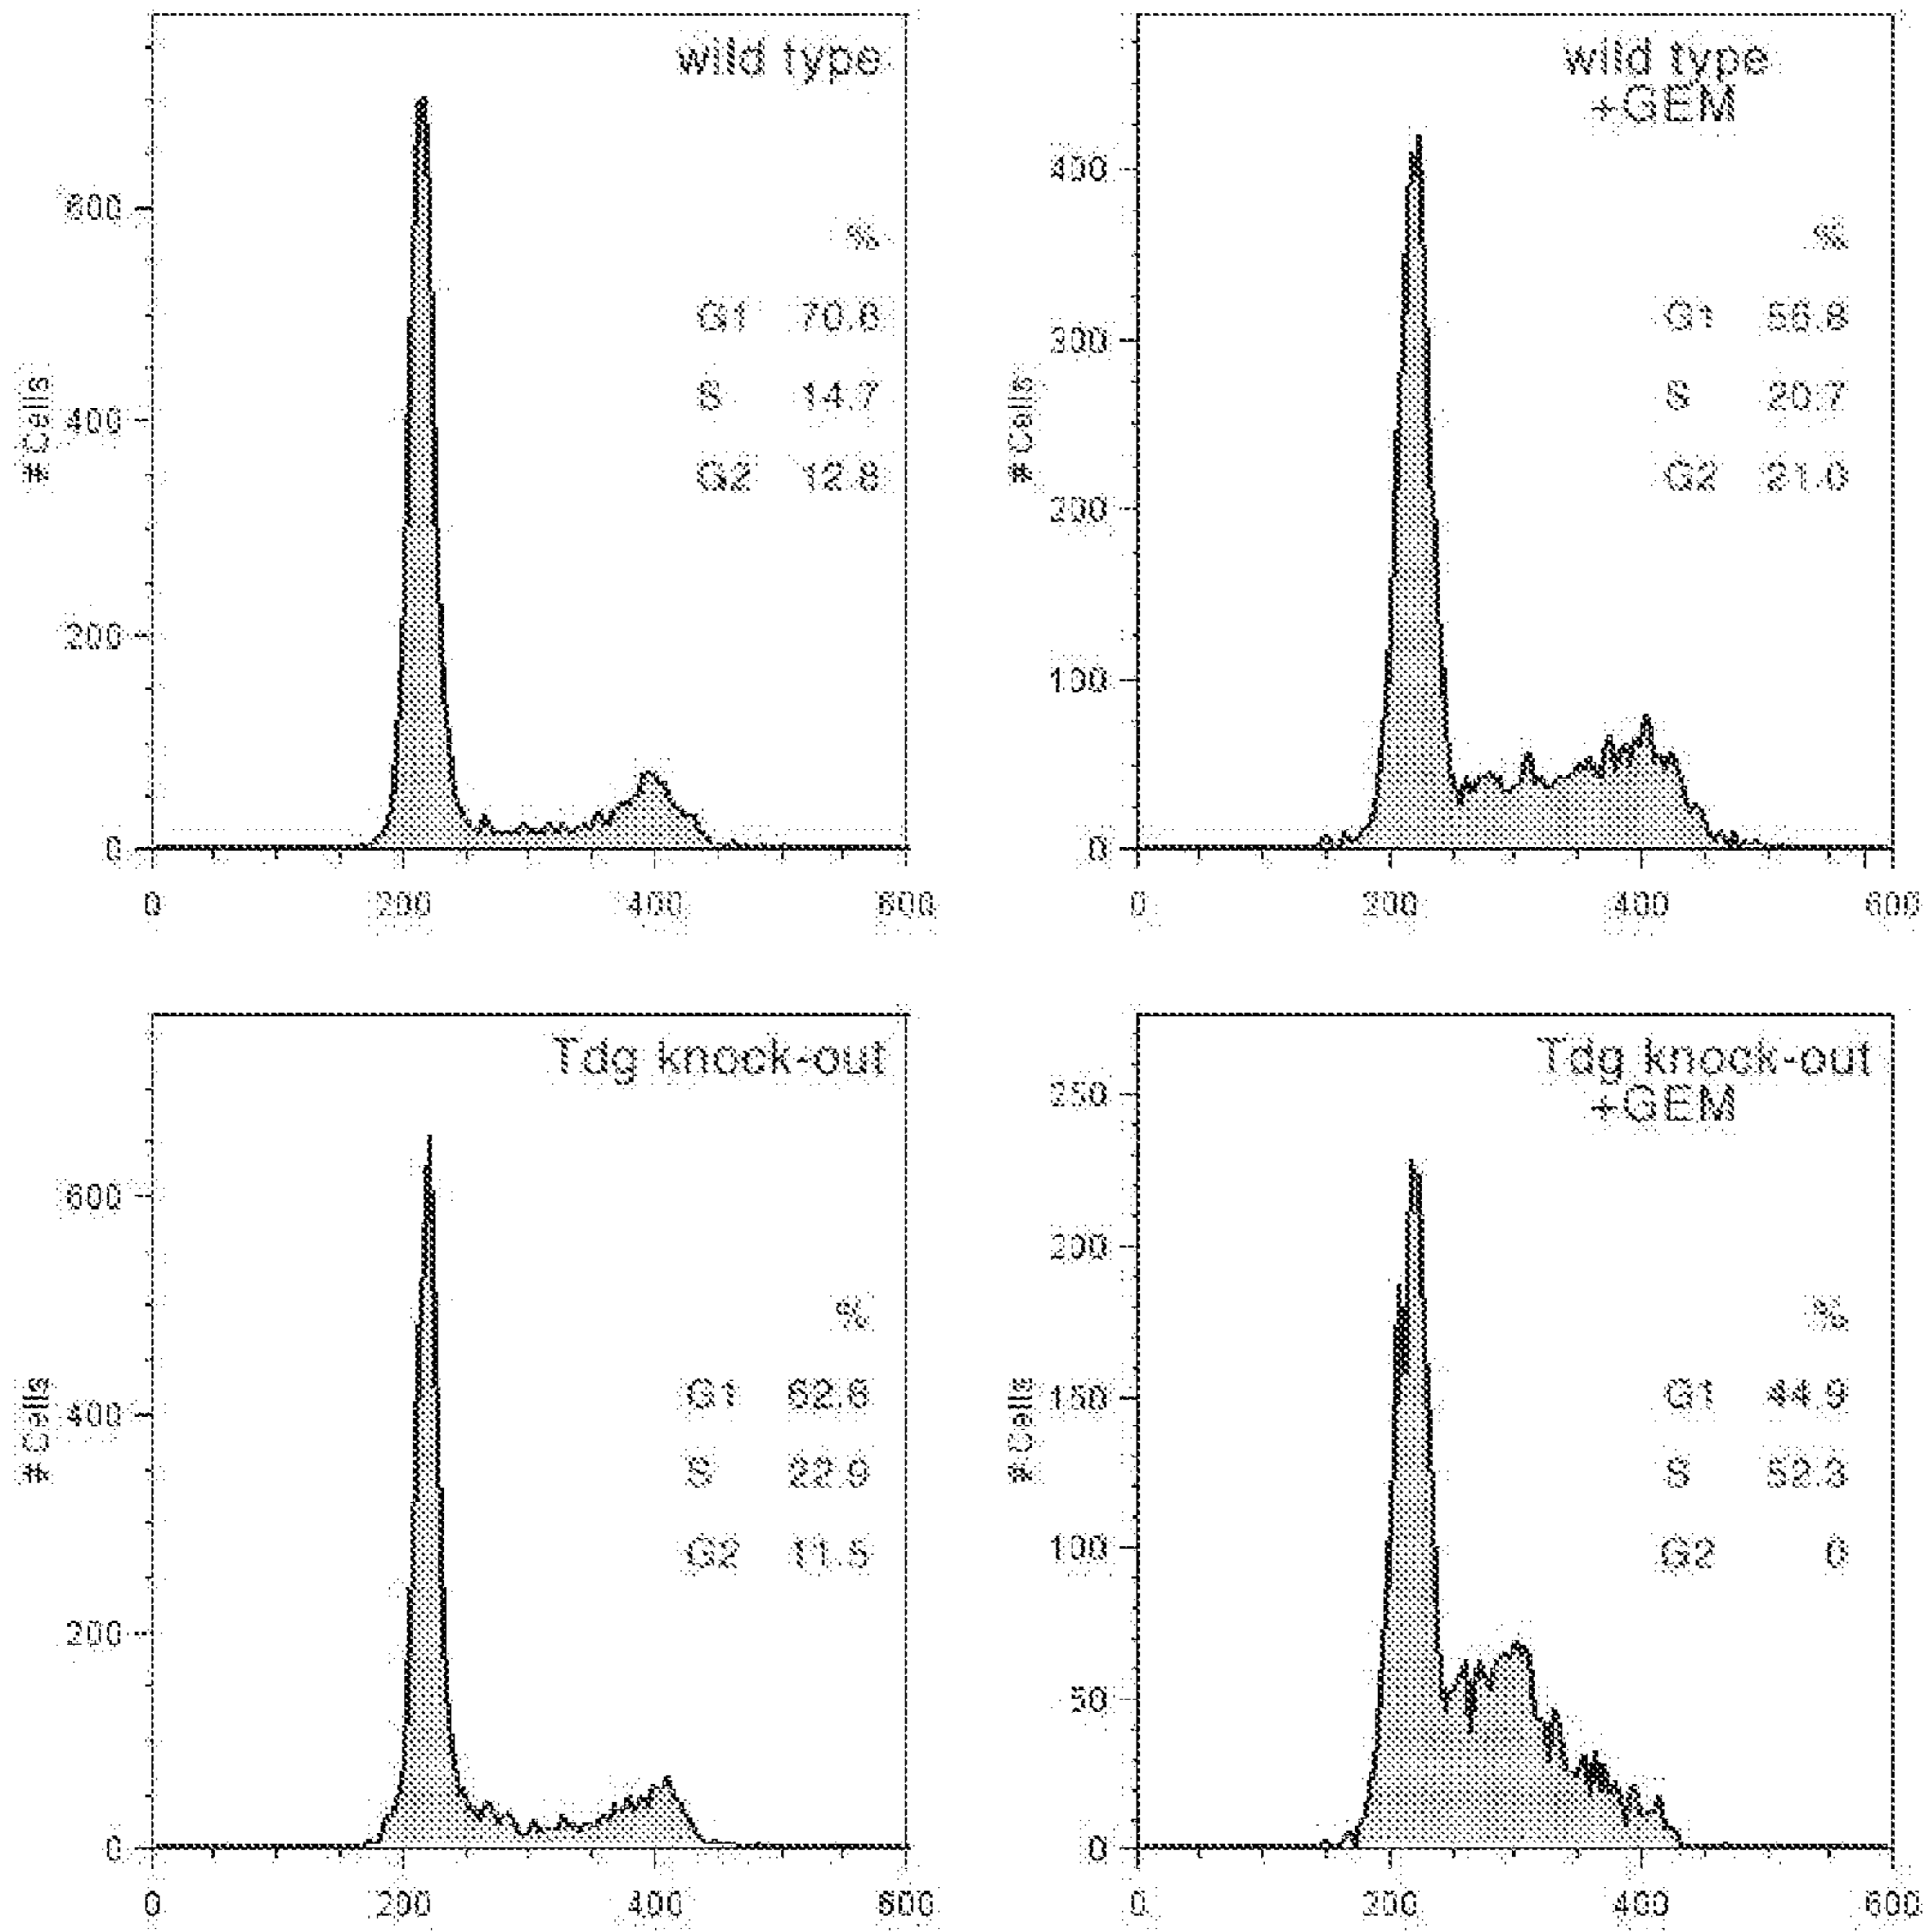 wild type
# Cells
600
400
200
0
%
G1 70.6
S 14.7
G2 12.8
0 200 400 600
wild type
+GEM
# Cells
400
300
200
100
0
%
G1 56.8
S 20.7
G2 21.0
0 200 400 600
Tdg knock-out
# Cells
600
400
200
0
%
G1 62.6
S 22.9
G2 11.5
0 200 400 600
Tdg knock-out
+GEM
# Cells
250
200
150
100
50
0
%
G1 44.9
S 52.3
G2 0
0 200 400 600